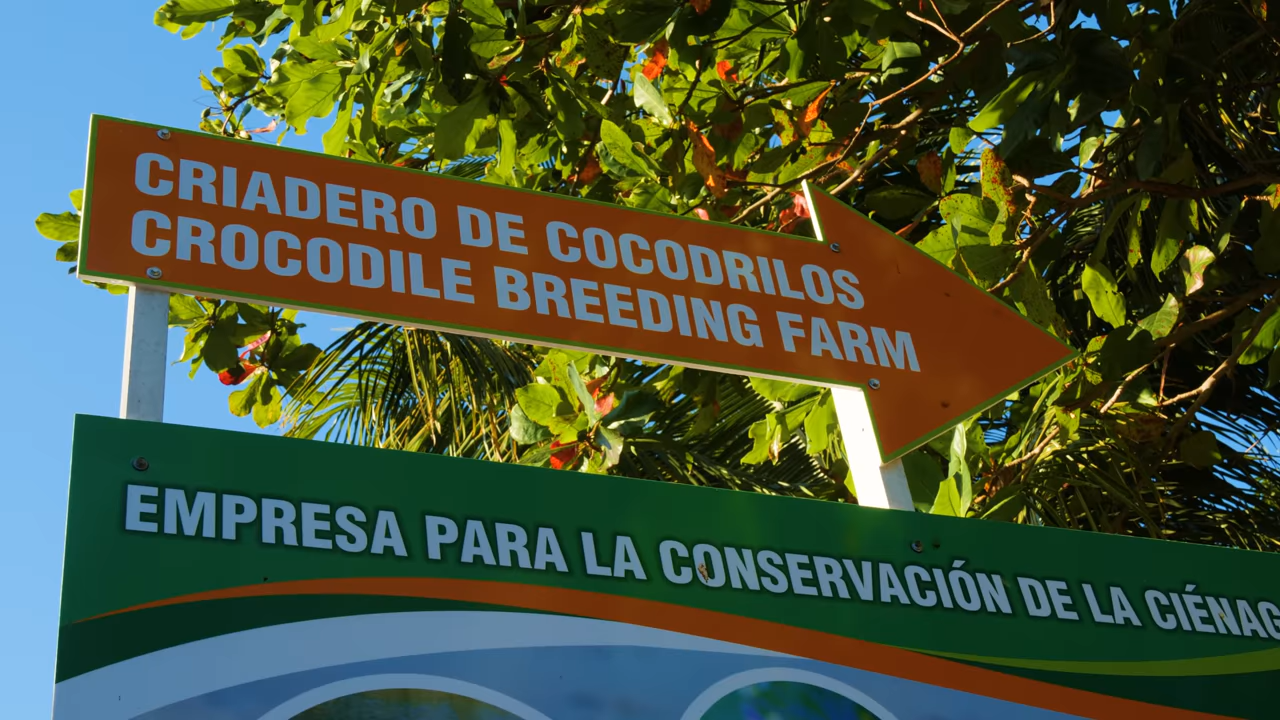 CRIADERO DE COCODRILOS
CROCODILE BREEDING FARM
EMPRESA PARA LA CONSERVACIÓN DE LA CIÉNAG